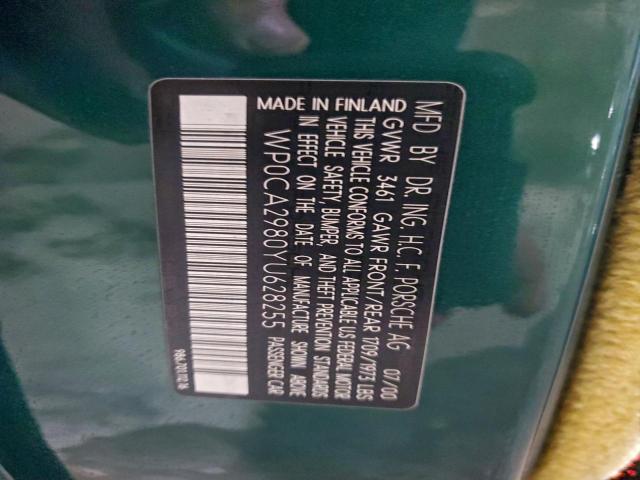 MFD BY DR. ING. H.C. F. PORSCHE AG 07/00
GVWR 3461 GAWR FRONT/REAR 1709/1973 LBS
THIS VEHICLE CONFORMS TO ALL APPLICABLE US FEDERAL MOTOR
VEHICLE SAFETY, BUMPER, AND THEFT PREVENTION STANDARDS
IN EFFECT ON THE DATE OF MANUFACTURE SHOWN ABOVE
WP0CA2980YU628255 PASSENGER CAR
MADE IN FINLAND